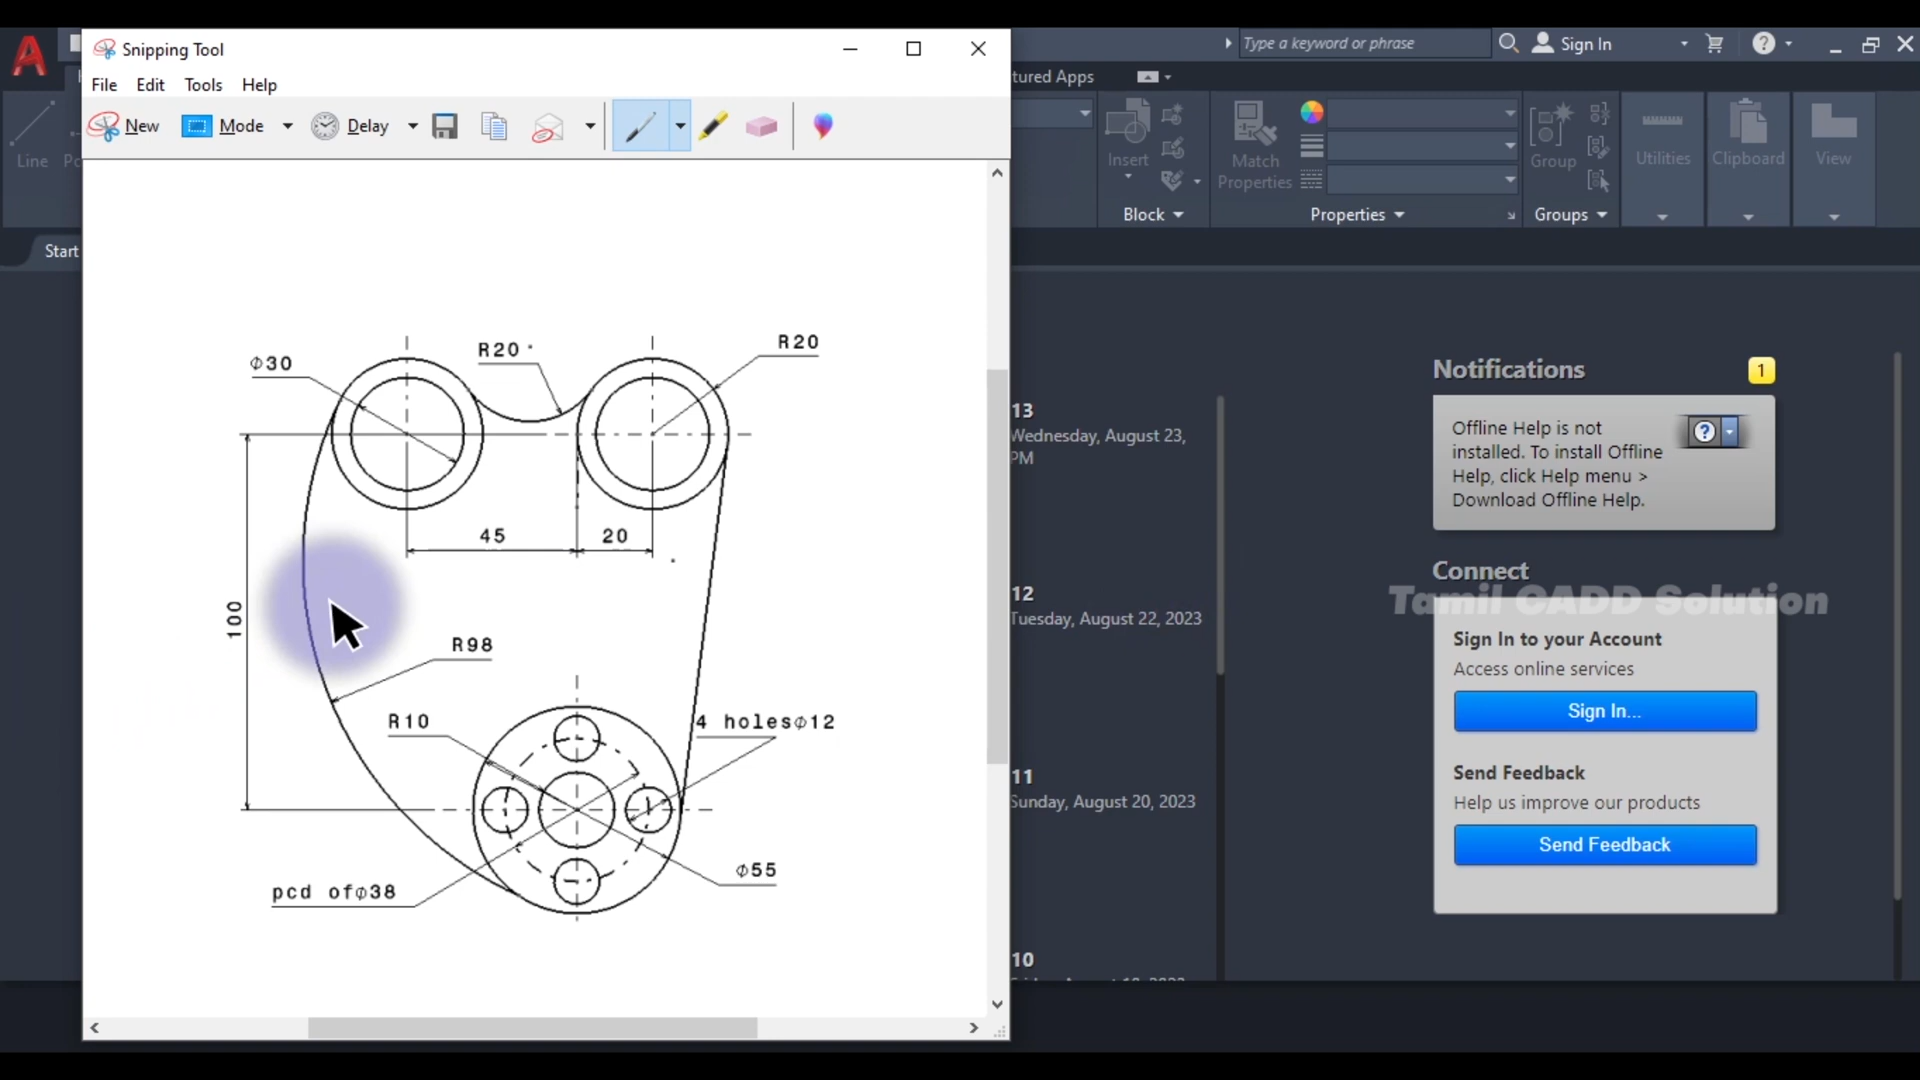 Snipping Tool
File Edit Tools Help
New Mode Delay
Type a keyword or phrase
Sign In
tured Apps
Line
Insert
Match
Properties
Group
Utilities
Clipboard
View
Block
Properties
Groups
Start
Φ30
R20
R20
45
20
100
R98
R10
4 holesΦ12
Φ55
pcd ofΦ38
13
Wednesday, August 23,
PM
12
Tuesday, August 22, 2023
11
Sunday, August 20, 2023
10
Notifications
1
Offline Help is not
installed. To install Offline
Help, click Help menu >
Download Offline Help.
Connect
Tamil CADD Solution
Sign In to your Account
Access online services
Sign In...
Send Feedback
Help us improve our products
Send Feedback